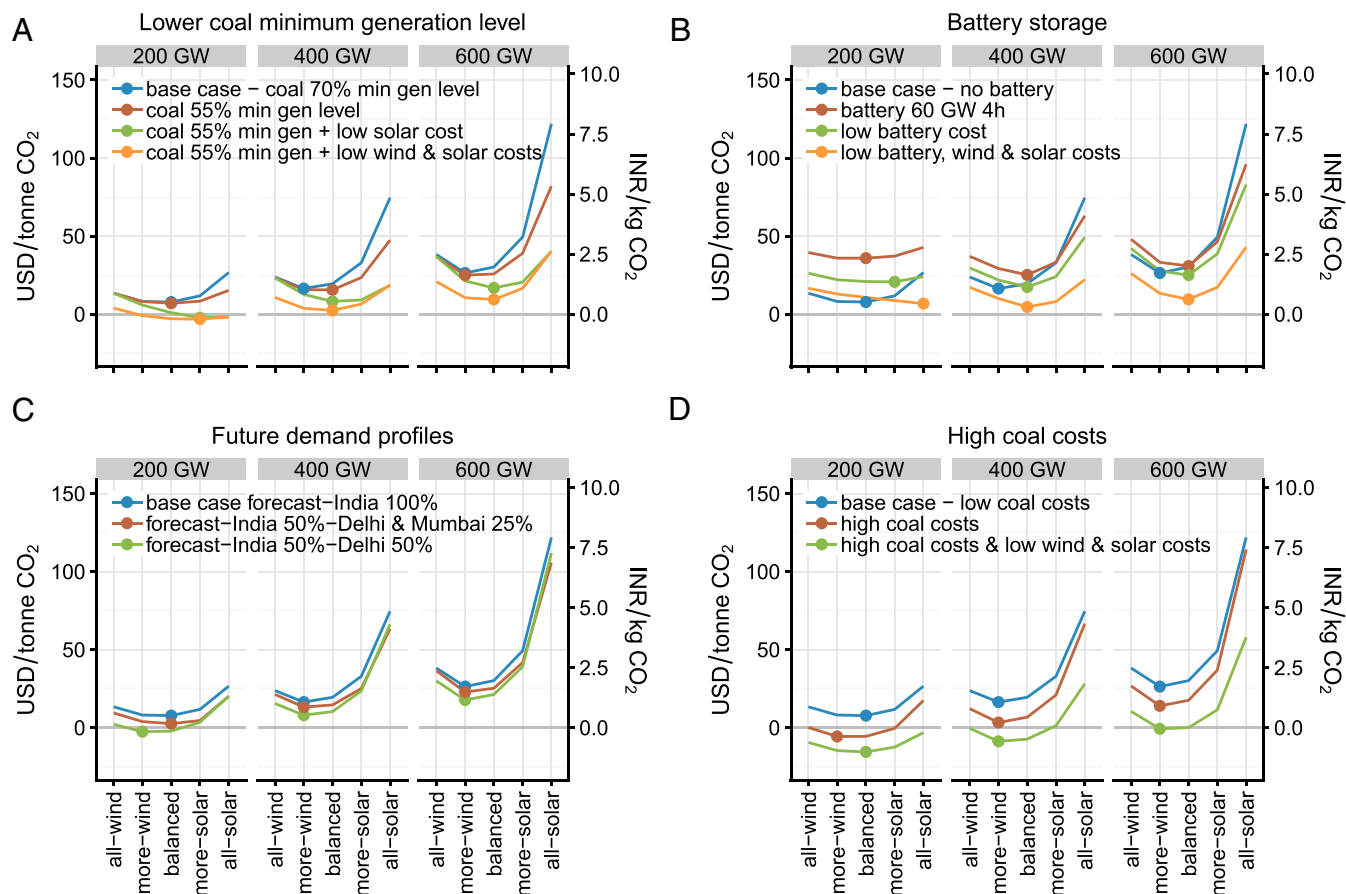 A
Lower coal minimum generation level
200 GW
400 GW
600 GW
base case − coal 70% min gen level
coal 55% min gen level
coal 55% min gen + low solar cost
coal 55% min gen + low wind & solar costs
150
100
50
0
USD/tonne CO₂
10.0
7.5
5.0
2.5
0.0
INR/kg CO₂
B
Battery storage
200 GW
400 GW
600 GW
base case − no battery
battery 60 GW 4h
low battery cost
low battery, wind & solar costs
150
100
50
0
USD/tonne CO₂
10.0
7.5
5.0
2.5
0.0
INR/kg CO₂
C
Future demand profiles
200 GW
400 GW
600 GW
base case forecast−India 100%
forecast−India 50%−Delhi & Mumbai 25%
forecast−India 50%−Delhi 50%
150
100
50
0
USD/tonne CO₂
10.0
7.5
5.0
2.5
0.0
INR/kg CO₂
all−wind
more−wind
balanced
more−solar
all−solar
all−wind
more−wind
balanced
more−solar
all−solar
all−wind
more−wind
balanced
more−solar
all−solar
D
High coal costs
200 GW
400 GW
600 GW
base case − low coal costs
high coal costs
high coal costs & low wind & solar costs
150
100
50
0
USD/tonne CO₂
10.0
7.5
5.0
2.5
0.0
INR/kg CO₂
all−wind
more−wind
balanced
more−solar
all−solar
all−wind
more−wind
balanced
more−solar
all−solar
all−wind
more−wind
balanced
more−solar
all−solar